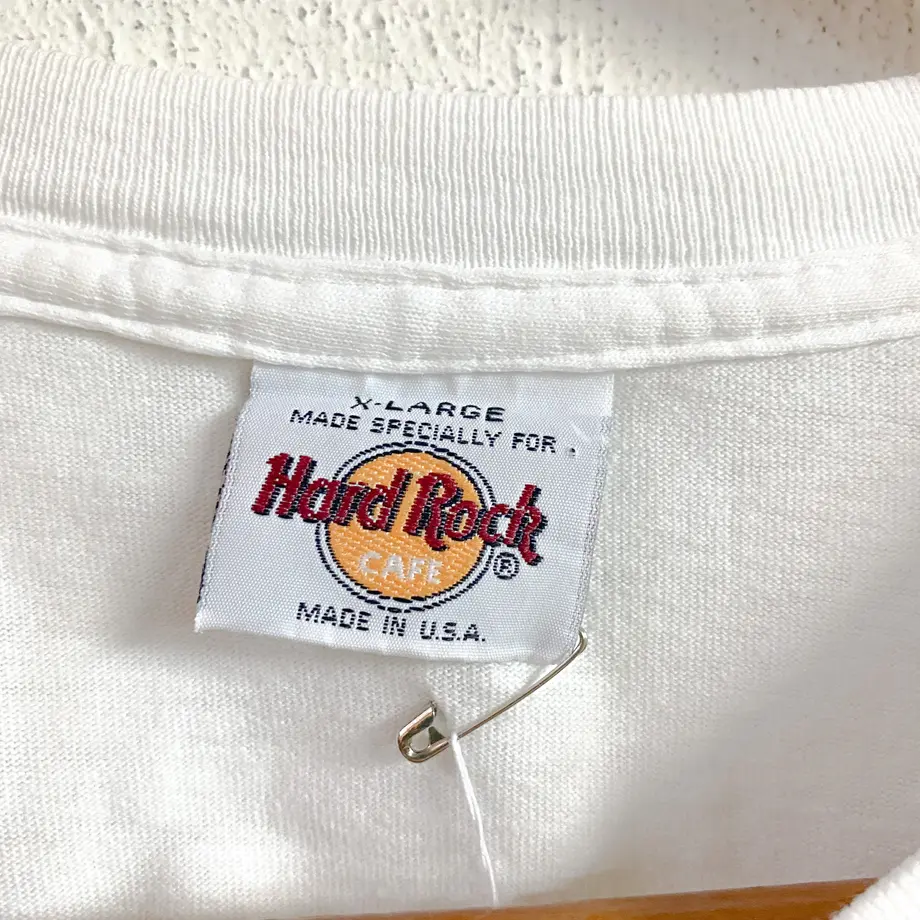 X-LARGE
MADE SPECIALLY FOR
Hard Rock
CAFE ®
MADE IN U.S.A.